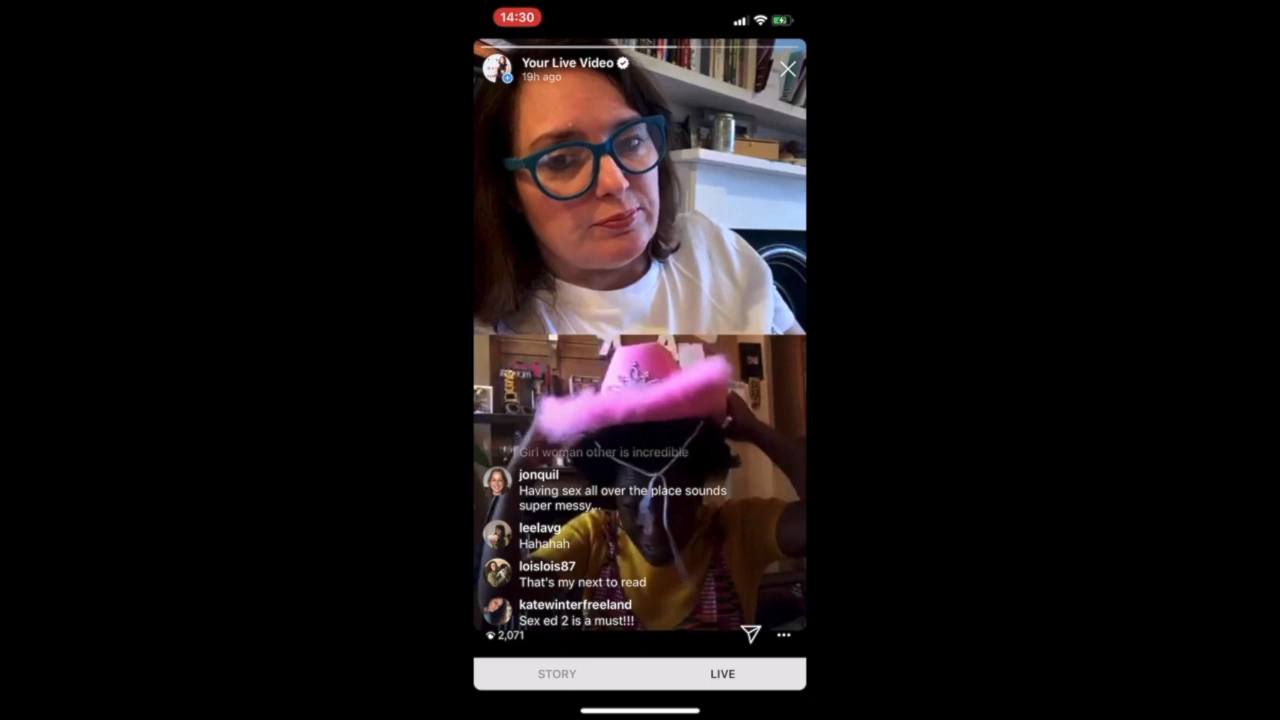 14:30
Your Live Video
19h ago
Girl woman other is incredible
jonquil
Having sex all over the place sounds
super messy...
leelavg
Hahahah
loislois87
That's my next to read
katewinterfreeland
Sex ed 2 is a must!!!
2,071
STORY
LIVE